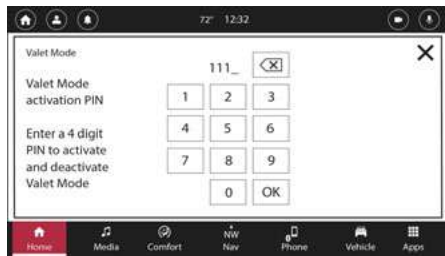 72° 12:32
Valet Mode
111_
Valet Mode
activation PIN
Enter a 4 digit
PIN to activate
and deactivate
Valet Mode
1 2 3
4 5 6
7 8 9
0 OK
Home Media Comfort NW Nav Phone Vehicle Apps